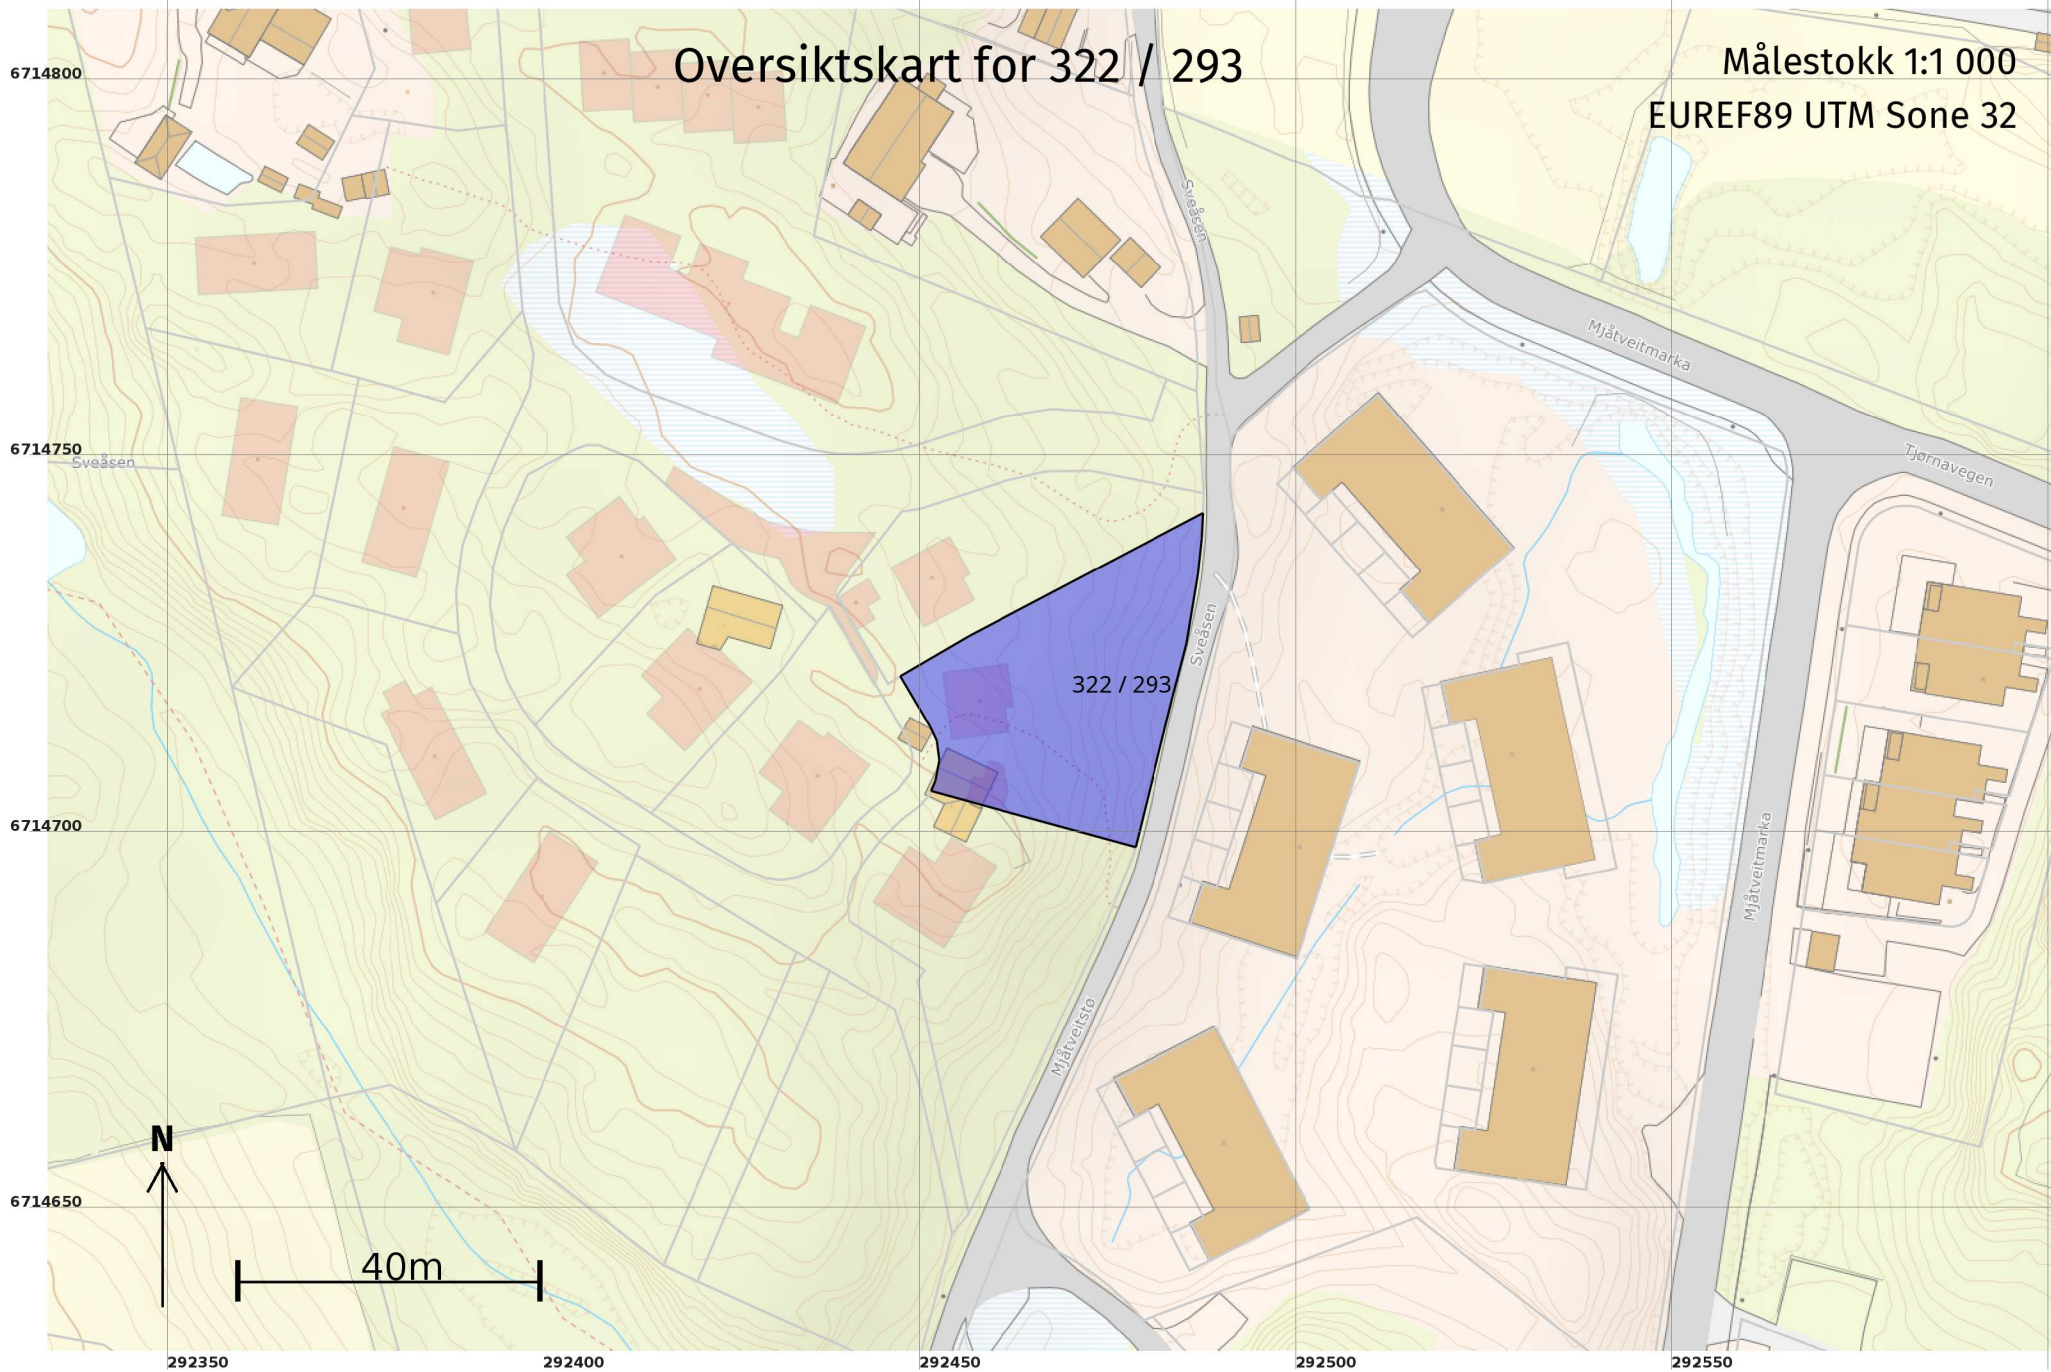 Oversiktskart for 322 / 293
Målestokk 1:1 000
EUREF89 UTM Sone 32
6714800
6714750
6714700
6714650
Sveåsen
Sveåsen
Sveåsen
Mjåtveitmarka
Tjørnavegen
322 / 293
Mjåtveitmarka
Mjåtveitstø
N
40m
292350
292400
292450
292500
292550